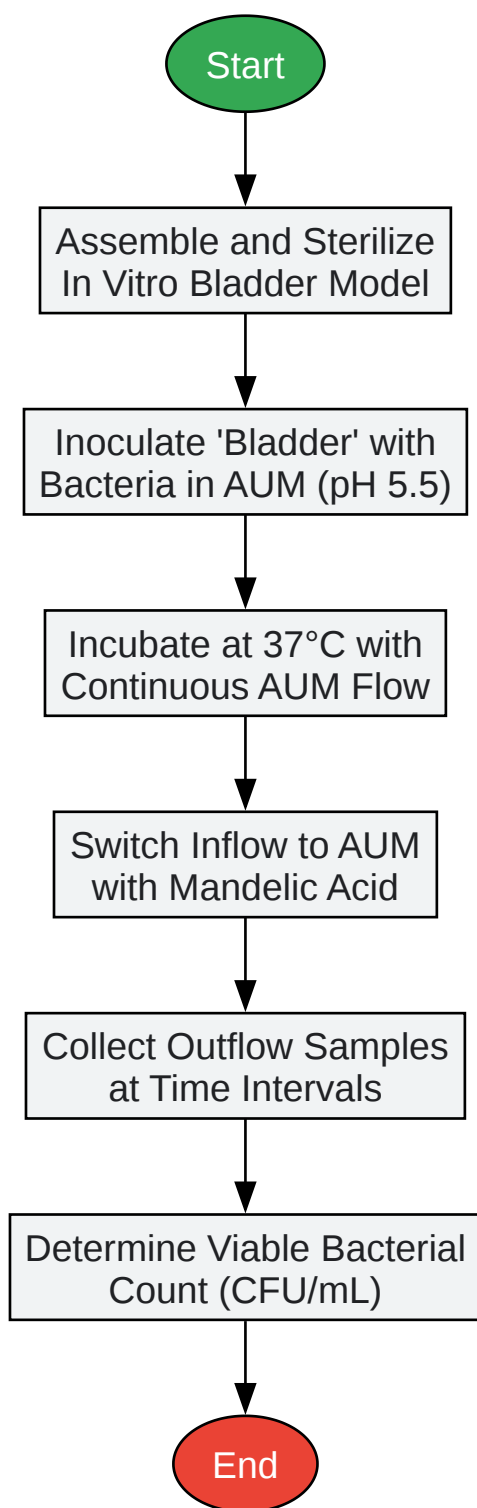 Start
Assemble and Sterilize
In Vitro Bladder Model
Inoculate 'Bladder' with
Bacteria in AUM (pH 5.5)
Incubate at 37°C with
Continuous AUM Flow
Switch Inflow to AUM
with Mandelic Acid
Collect Outflow Samples
at Time Intervals
Determine Viable Bacterial
Count (CFU/mL)
End